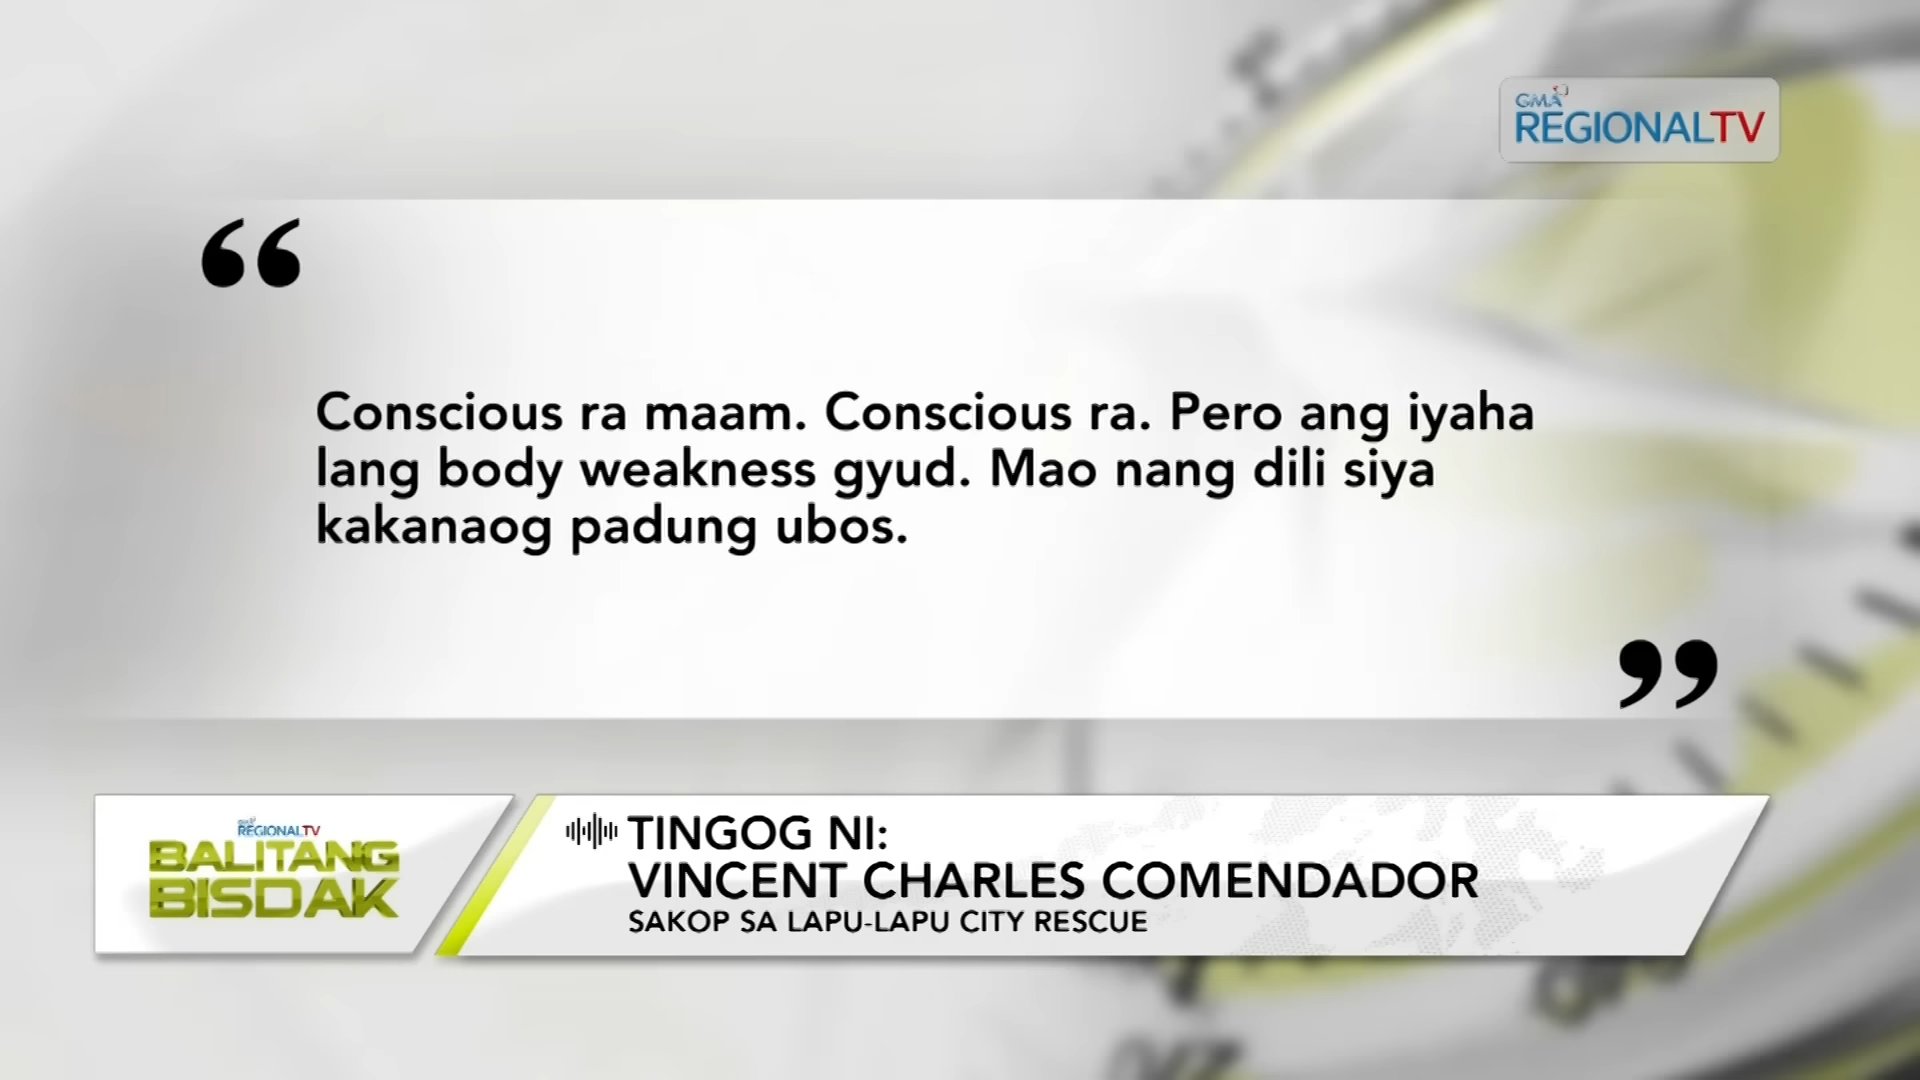 GMA
REGIONALTV
“
Conscious ra maam. Conscious ra. Pero ang iyaha
lang body weakness gyud. Mao nang dili siya
kakanaog padung ubos.
”
GMA
REGIONALTV
BALITANG
BISDAK
TINGOG NI:
VINCENT CHARLES COMENDADOR
SAKOP SA LAPU-LAPU CITY RESCUE